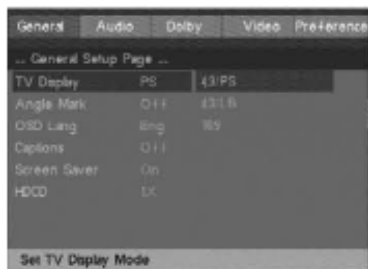 General Audio Dolby Video Preference
.. General Setup Page ..
TV Display PS 4:3/PS
Angle Mark Off 4:3/LB
OSD Lang Eng 16:9
Captions Off
Screen Saver On
HDCD 1X
Set TV Display Mode